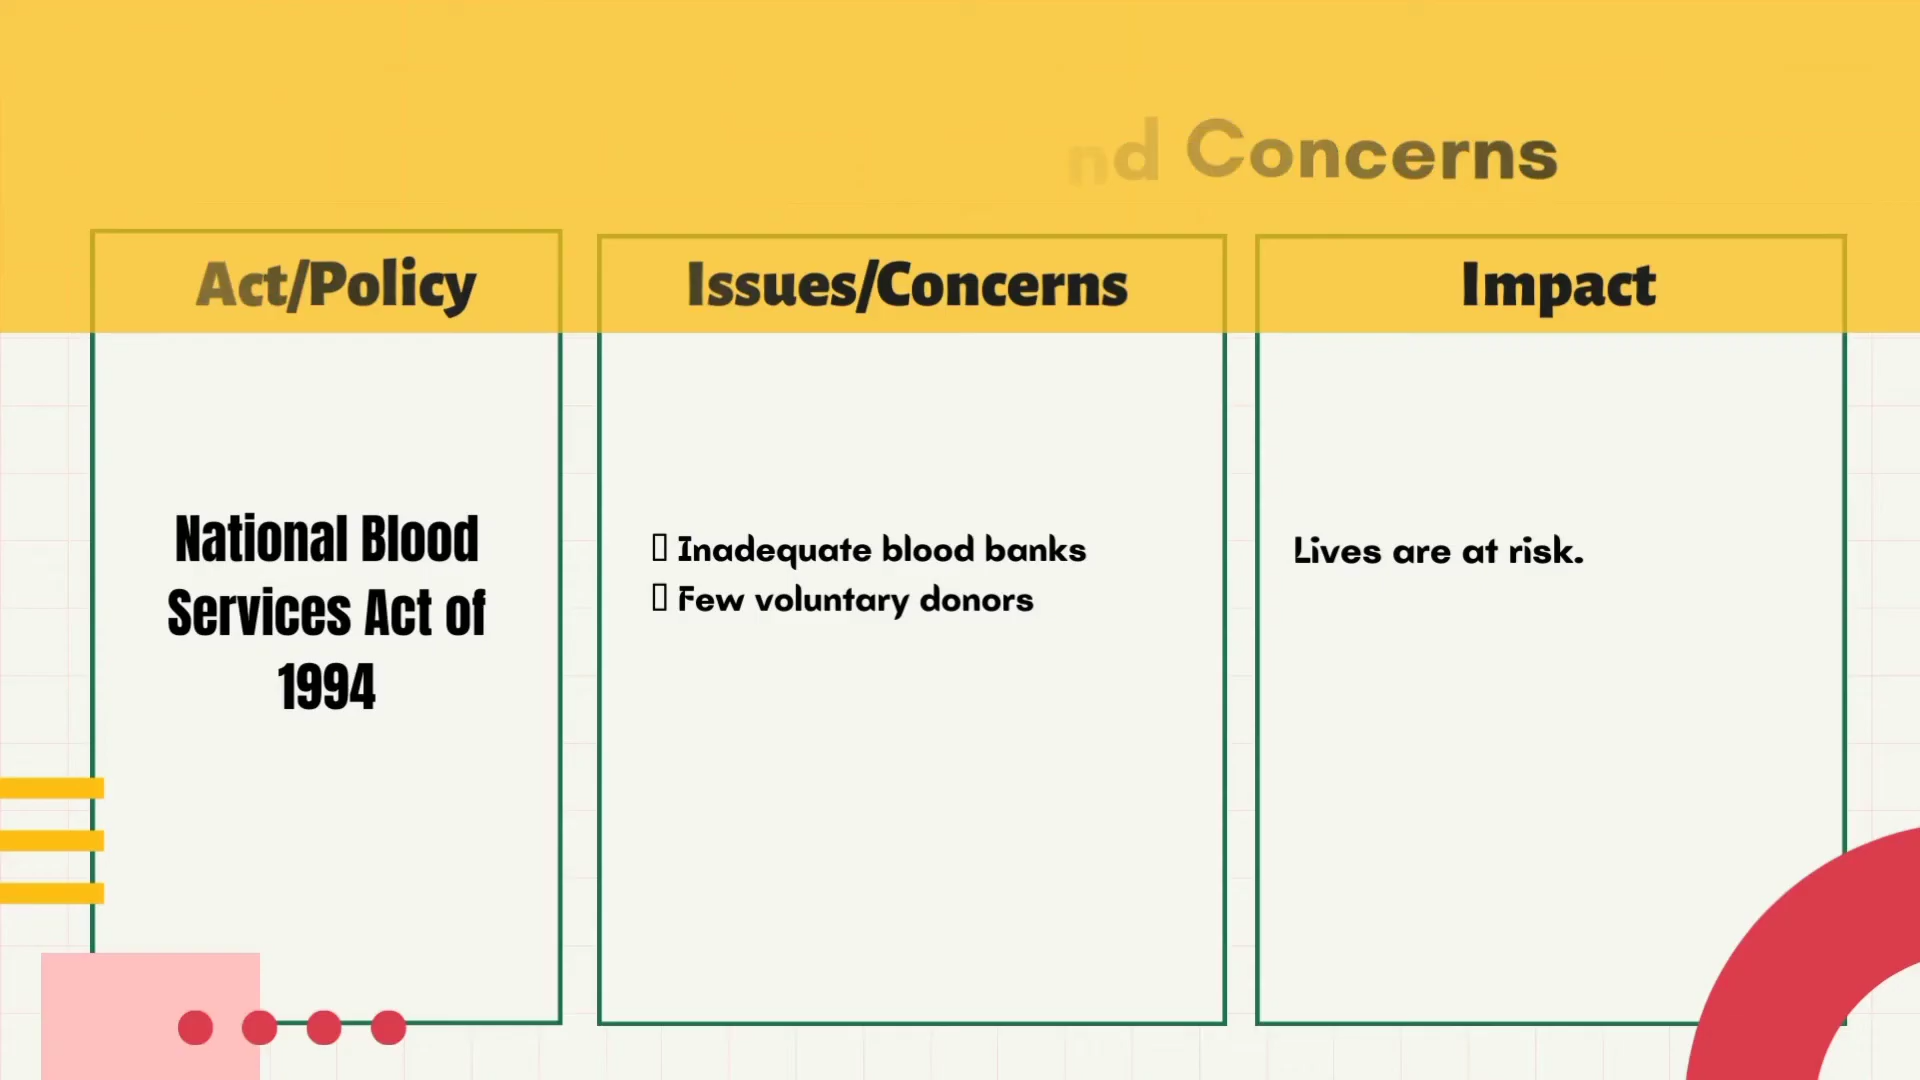 nd Concerns
Act/Policy
Issues/Concerns
Impact
National Blood
Services Act of
1994
Inadequate blood banks
Few voluntary donors
Lives are at risk.